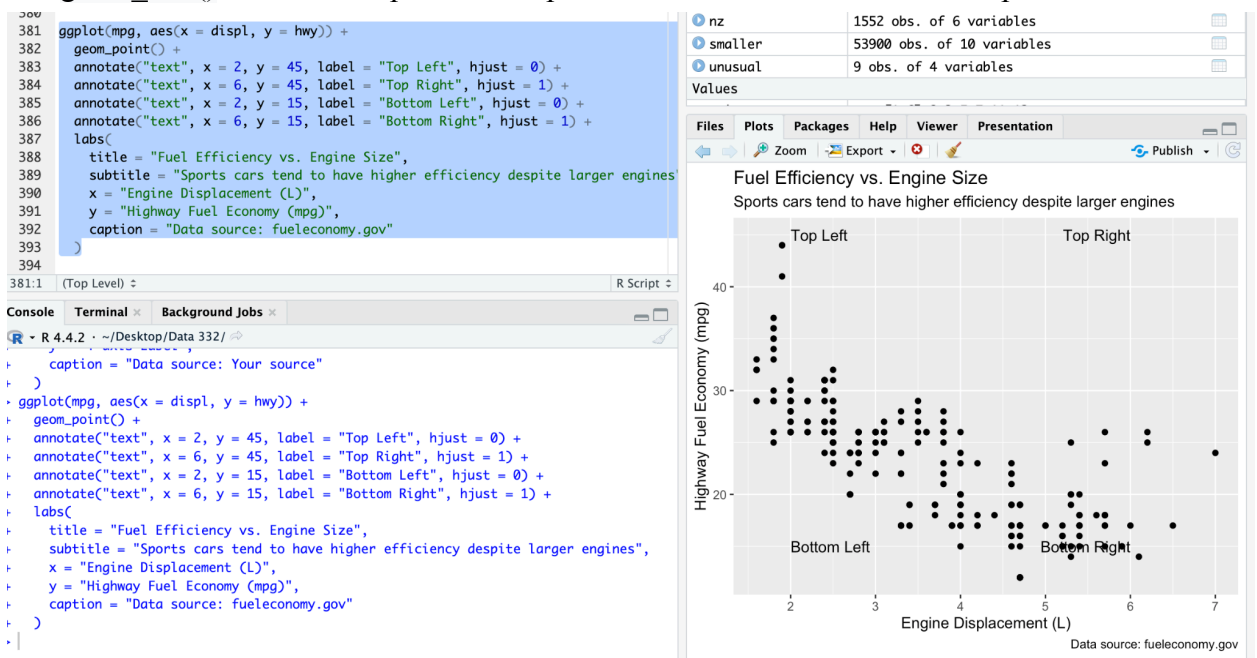 380
381 ggplot(mpg, aes(x = displ, y = hwy)) +
382 geom_point() +
383 annotate("text", x = 2, y = 45, label = "Top Left", hjust = 0) +
384 annotate("text", x = 6, y = 45, label = "Top Right", hjust = 1) +
385 annotate("text", x = 2, y = 15, label = "Bottom Left", hjust = 0) +
386 annotate("text", x = 6, y = 15, label = "Bottom Right", hjust = 1) +
387 labs(
388 title = "Fuel Efficiency vs. Engine Size",
389 subtitle = "Sports cars tend to have higher efficiency despite larger engines"
390 x = "Engine Displacement (L)",
391 y = "Highway Fuel Economy (mpg)",
392 caption = "Data source: fueleconomy.gov"
393 )
394
381:1 (Top Level) R Script
Console Terminal Background Jobs
R 4.4.2 · ~/Desktop/Data 332/
+ caption = "Data source: Your source"
+ )
> ggplot(mpg, aes(x = displ, y = hwy)) +
+ geom_point() +
+ annotate("text", x = 2, y = 45, label = "Top Left", hjust = 0) +
+ annotate("text", x = 6, y = 45, label = "Top Right", hjust = 1) +
+ annotate("text", x = 2, y = 15, label = "Bottom Left", hjust = 0) +
+ annotate("text", x = 6, y = 15, label = "Bottom Right", hjust = 1) +
+ labs(
+ title = "Fuel Efficiency vs. Engine Size",
+ subtitle = "Sports cars tend to have higher efficiency despite larger engines",
+ x = "Engine Displacement (L)",
+ y = "Highway Fuel Economy (mpg)",
+ caption = "Data source: fueleconomy.gov"
+ )
>
nz 1552 obs. of 6 variables
smaller 53900 obs. of 10 variables
unusual 9 obs. of 4 variables
Values
Files Plots Packages Help Viewer Presentation
Zoom Export Publish
Fuel Efficiency vs. Engine Size
Sports cars tend to have higher efficiency despite larger engines
Top Left Top Right
40
30
20
Highway Fuel Economy (mpg)
Bottom Left Bottom Right
2 3 4 5 6 7
Engine Displacement (L)
Data source: fueleconomy.gov